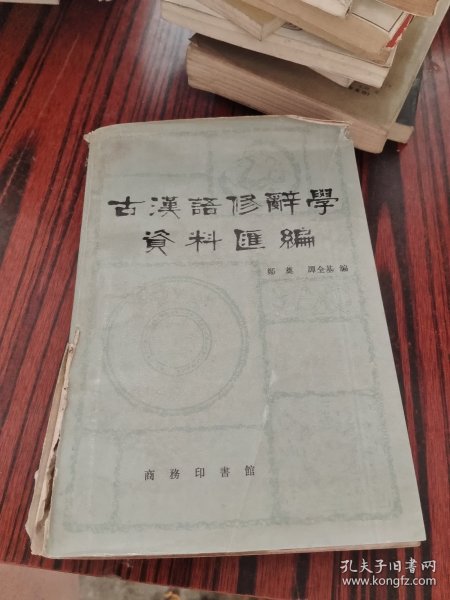 古漢語修辭學
資料匯編
鄭奠 譚全基 編
商務印書館
孔夫子旧书网
www.kongfz.com